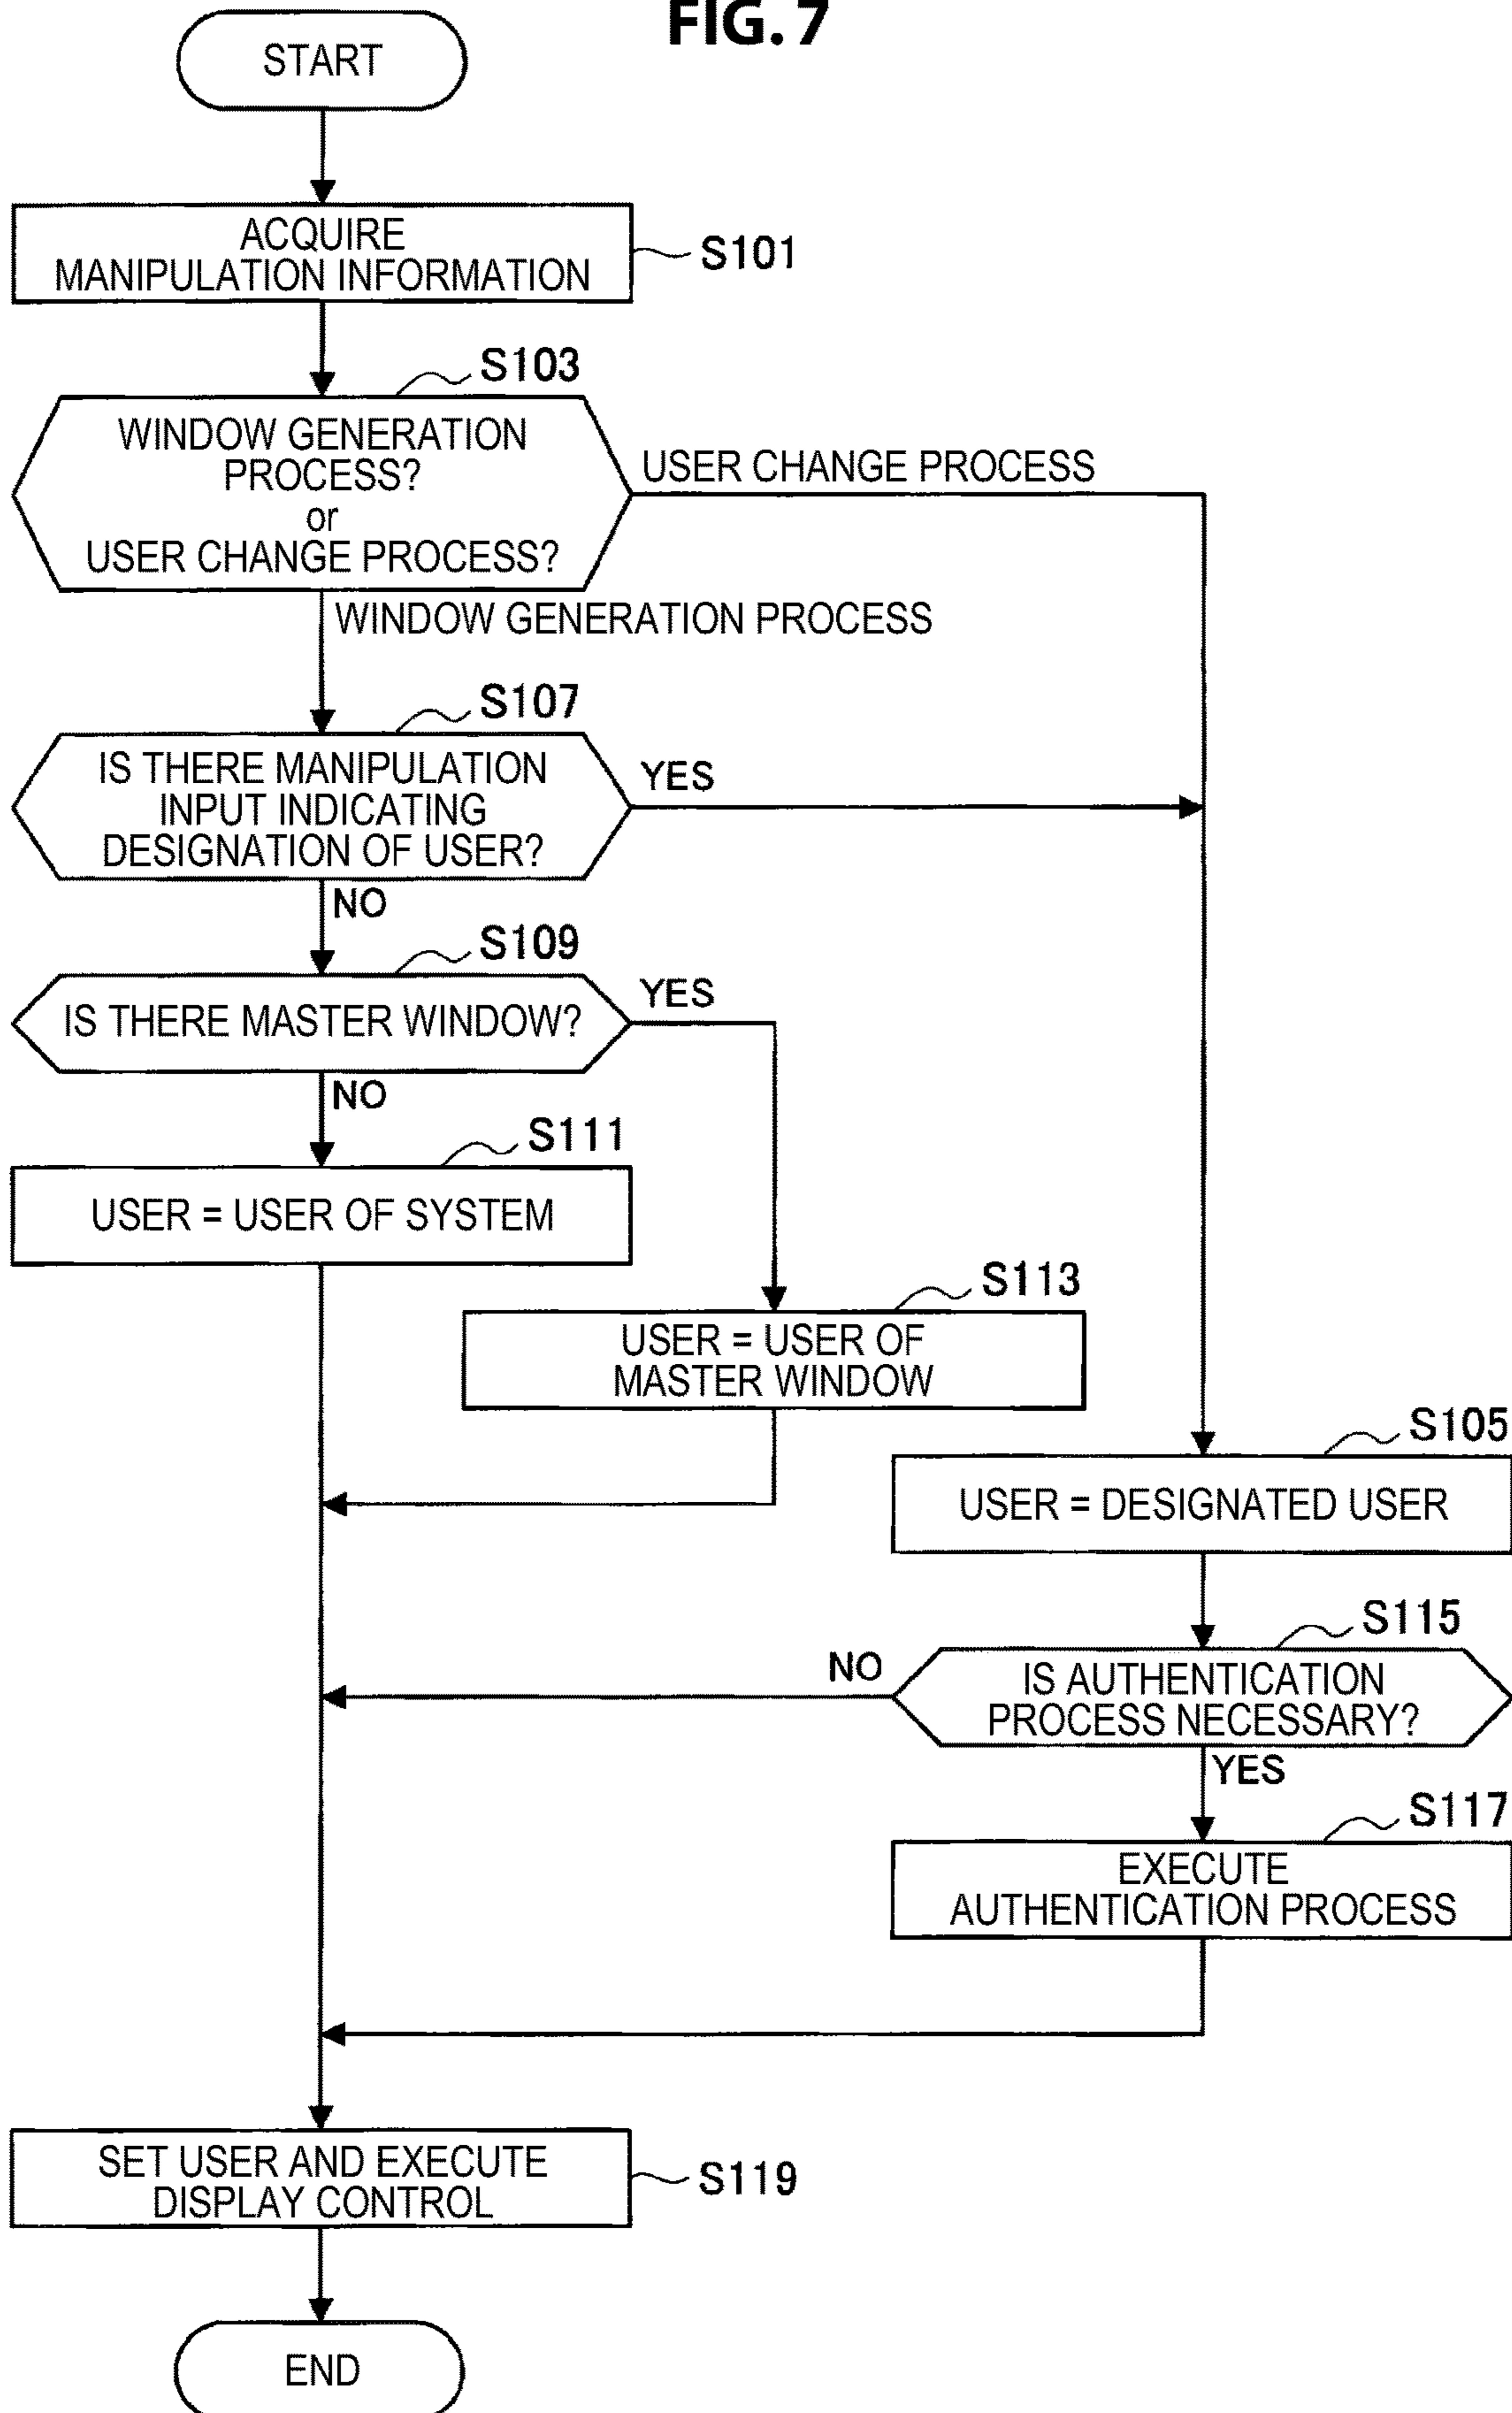 FIG. 7
START
ACQUIRE
MANIPULATION INFORMATION
S101
S103
WINDOW GENERATION
PROCESS?
or
USER CHANGE PROCESS?
USER CHANGE PROCESS
WINDOW GENERATION PROCESS
S107
IS THERE MANIPULATION
INPUT INDICATING
DESIGNATION OF USER?
YES
NO
S109
IS THERE MASTER WINDOW?
YES
NO
S111
USER = USER OF SYSTEM
S113
USER = USER OF
MASTER WINDOW
S105
USER = DESIGNATED USER
S115
IS AUTHENTICATION
PROCESS NECESSARY?
NO
YES
S117
EXECUTE
AUTHENTICATION PROCESS
SET USER AND EXECUTE
DISPLAY CONTROL
S119
END